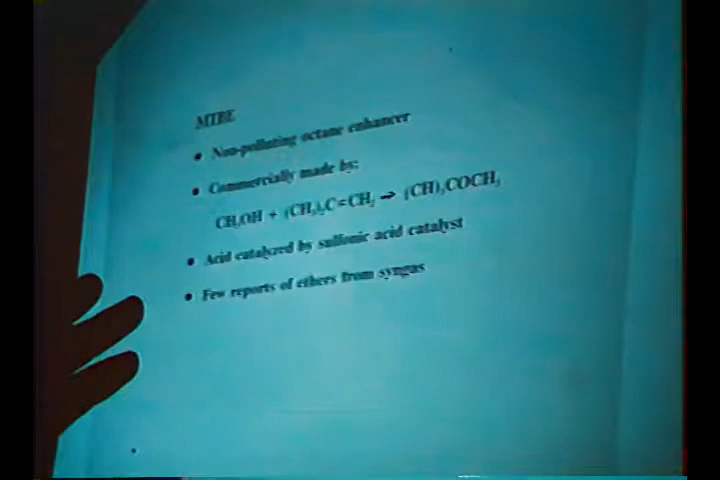 MTBE
• Non-polluting octane enhancer
• Commercially made by:
CH₃OH + (CH₃)₂C=CH₂ → (CH)₃COCH₃
• Acid catalyzed by sulfonic acid catalyst
• Few reports of ethers from syngas